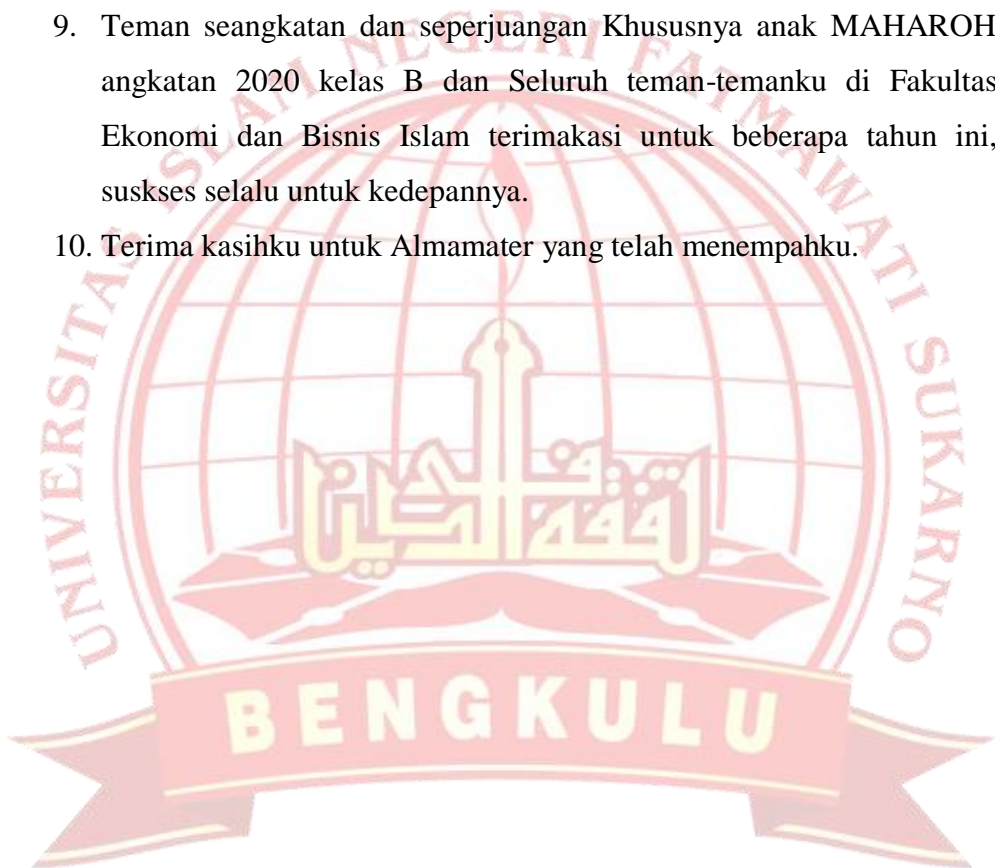 9. Teman seangkatan dan seperjuangan Khususnya anak MAHAROH
angkatan 2020 kelas B dan Seluruh teman-temanku di Fakultas
Ekonomi dan Bisnis Islam terimakasi untuk beberapa tahun ini,
suskses selalu untuk kedepannya.
10. Terima kasihku untuk Almamater yang telah menempahku.
UNIVERSITAS ISLAM NEGERI FATMAWATI SUKARNO
BENGKULU